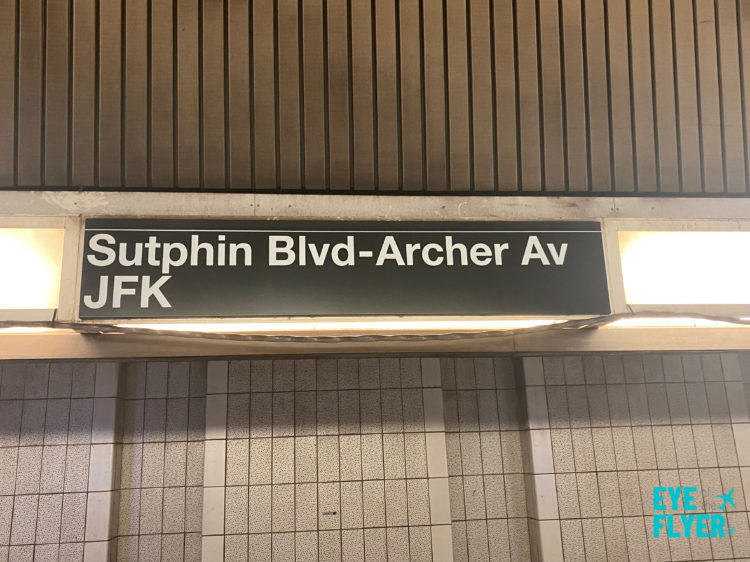 Sutphin Blvd-Archer Av
JFK
EYE
FLYER